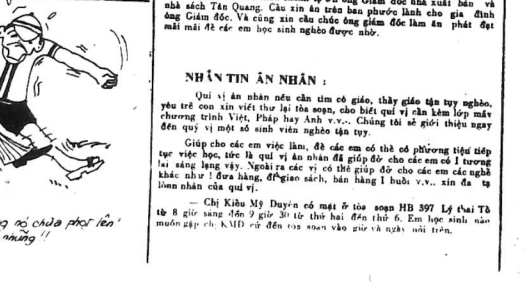 nhà sách Tân Quang. Cầu xin ân trên ban phước lành cho gia đình
ông Giám đốc. Và cũng xin cầu chúc ông giám đốc làm ăn phát đạt
mãi mãi để các em học sinh nghèo được nhờ.
NHẮN TIN ÂN NHÂN :
Quí vị ân nhân nếu cần tìm cô giáo, thầy giáo tận tụy nghèo,
yêu trẻ con xin viết thư lại tòa soạn, cho biết quí vị cần kèm lớp mấy
chương trình Việt, Pháp hay Anh v.v... Chúng tôi sẽ giới thiệu ngay
đến quý vị một số sinh viên nghèo tận tụy.
Giúp cho các em việc làm, để các em có thể có phương tiện tiếp
tục việc học, tức là quí vị ân nhân đã giúp đở cho các em có 1 tương
lai sáng lạng vậy. Ngoài ra các vị có thể giúp đở cho các em các nghề
khác như ! đưa hàng, giao sách, bán hàng 1 buổi v.v.. xin đa tạ
lòng nhân của quí vị.
— Chị Kiều Mỹ Duyên có mặt ở tòa soạn HB 397 Lý thai Tồ
từ 8 giờ sáng đến 9 giờ 30 từ thứ hai đến thứ 6. Em học sinh nào
muốn gặp chị KMD cứ đến tòa soạn vào giờ và ngày nói trên.
nó chửa phơi lên'
những !!